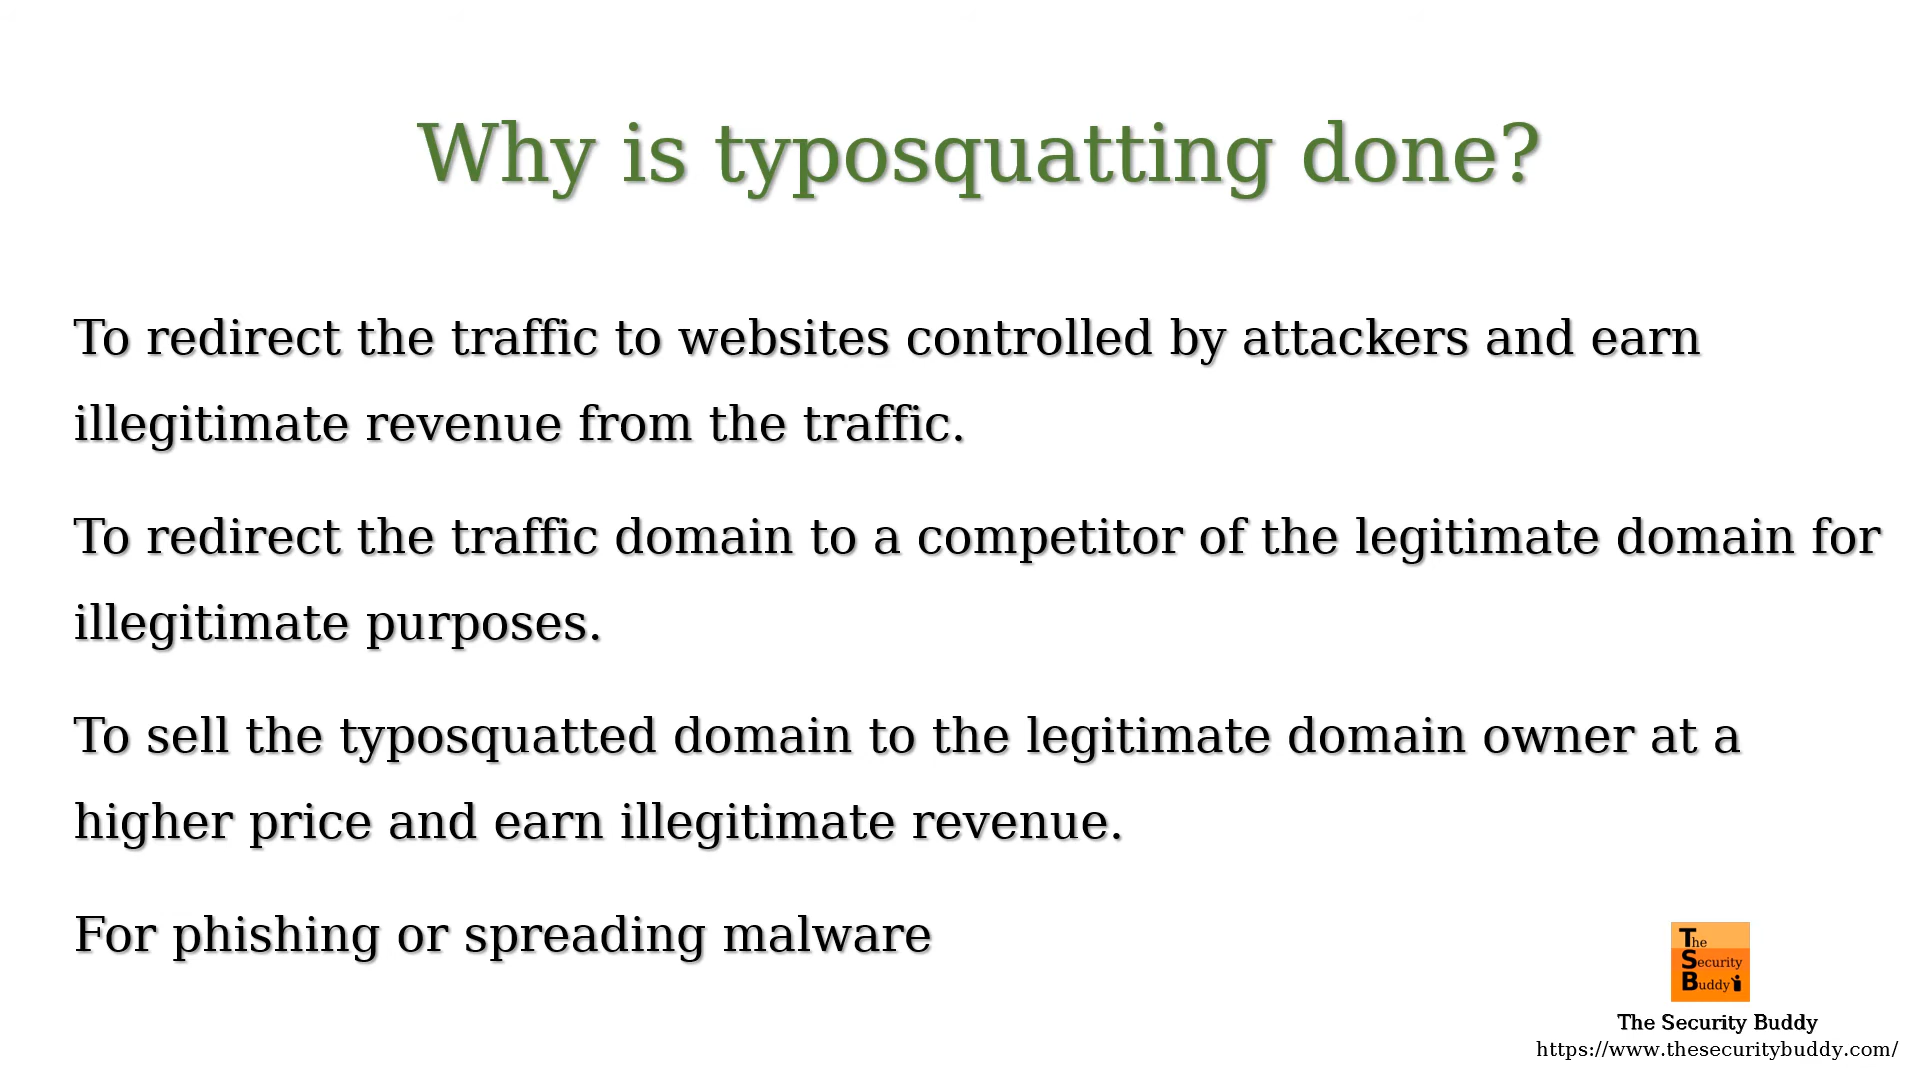 Why is typosquatting done?
To redirect the traffic to websites controlled by attackers and earn
illegitimate revenue from the traffic.
To redirect the traffic domain to a competitor of the legitimate domain for
illegitimate purposes.
To sell the typosquatted domain to the legitimate domain owner at a
higher price and earn illegitimate revenue.
For phishing or spreading malware
The
Security
Buddy
The Security Buddy
https://www.thesecuritybuddy.com/